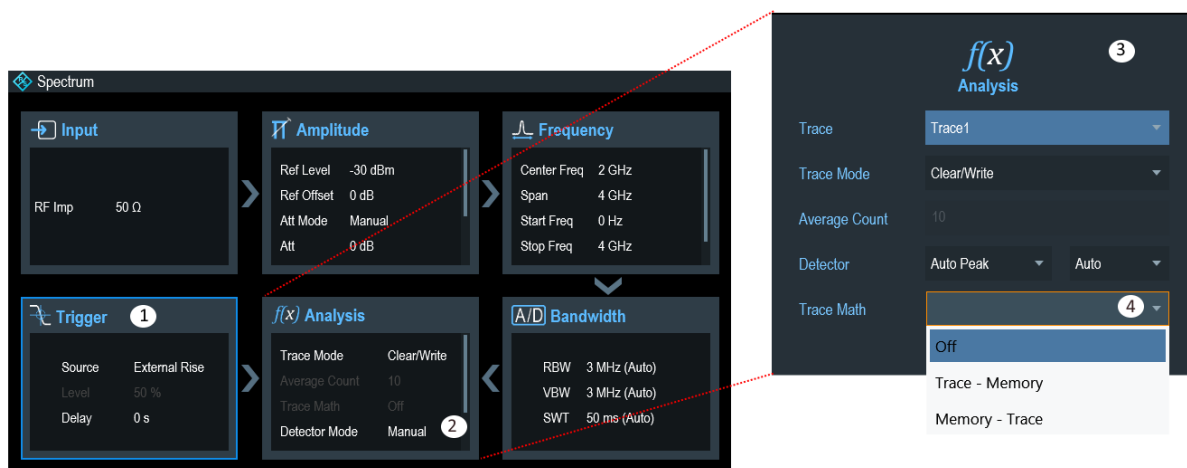 Spectrum
Input
RF Imp 50 Ω
Amplitude
Ref Level -30 dBm
Ref Offset 0 dB
Att Mode Manual
Att 0 dB
Frequency
Center Freq 2 GHz
Span 4 GHz
Start Freq 0 Hz
Stop Freq 4 GHz
Trigger 1
Source External Rise
Level 50 %
Delay 0 s
f(x) Analysis
Trace Mode Clear/Write
Average Count 10
Trace Math Off
Detector Mode Manual 2
A/D Bandwidth
RBW 3 MHz (Auto)
VBW 3 MHz (Auto)
SWT 50 ms (Auto)
f(x) 3
Analysis
Trace Trace1
Trace Mode Clear/Write
Average Count 10
Detector Auto Peak Auto
Trace Math 4
Off
Trace - Memory
Memory - Trace